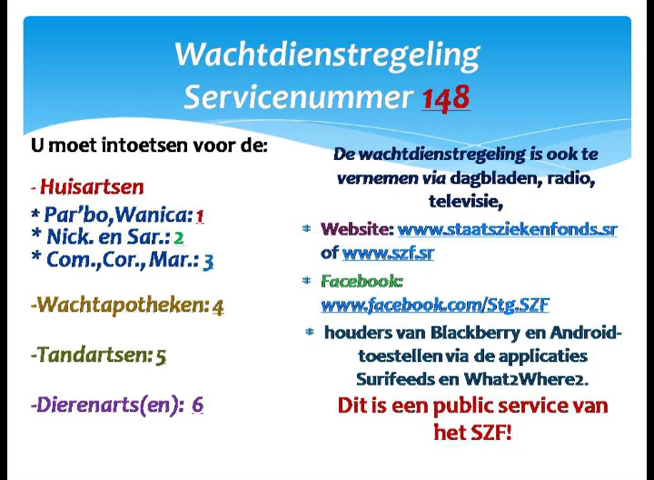 Wachtdienstregeling
Servicenummer 148
U moet intoetsen voor de:
- Huisartsen
* Par'bo,Wanica: 1
* Nick. en Sar.: 2
* Com.,Cor., Mar.: 3
-Wachtapotheken: 4
-Tandartsen: 5
-Dierenarts(en): 6
De wachtdienstregeling is ook te
vernemen via dagbladen, radio,
televisie,
* Website: www.staatsziekenfonds.sr
of www.szf.sr
* Facebook:
www.facebook.com/Stg.SZF
* houders van Blackberry en Android-
toestellen via de applicaties
Surifeeds en What2Where2.
Dit is een public service van
het SZF!